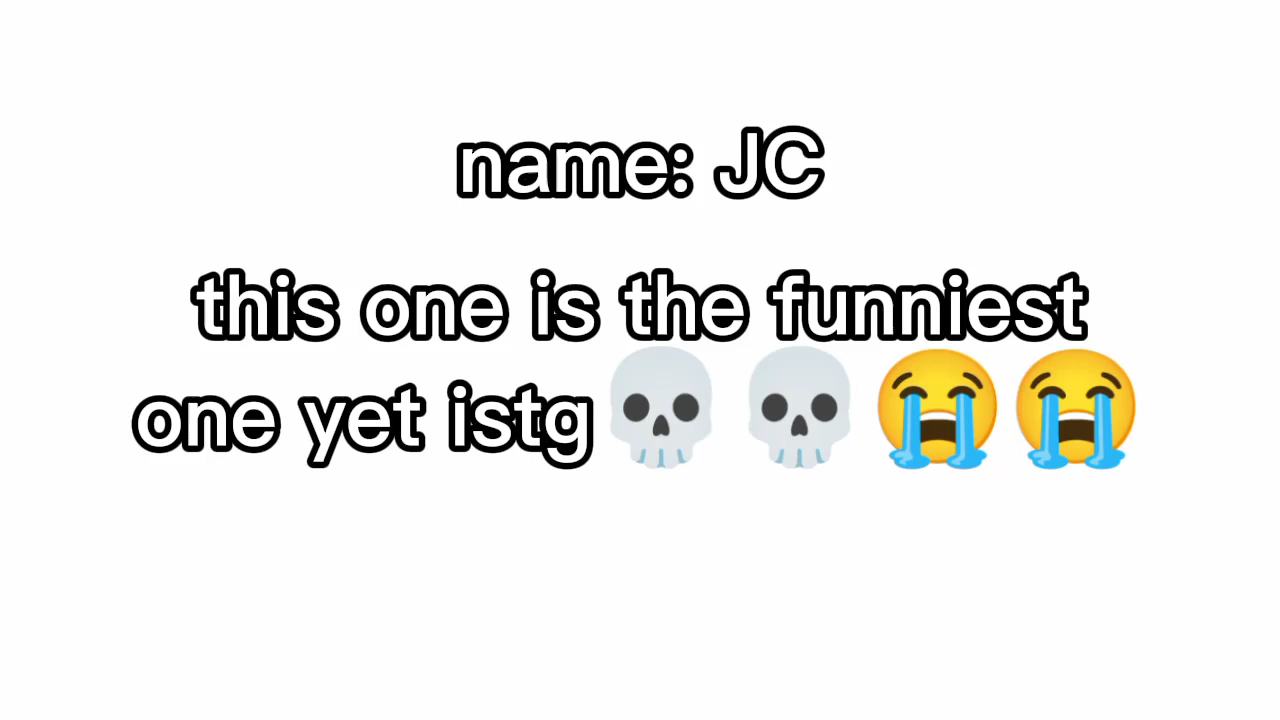 name: JC
this one is the funniest
one yet istg💀💀😭😭